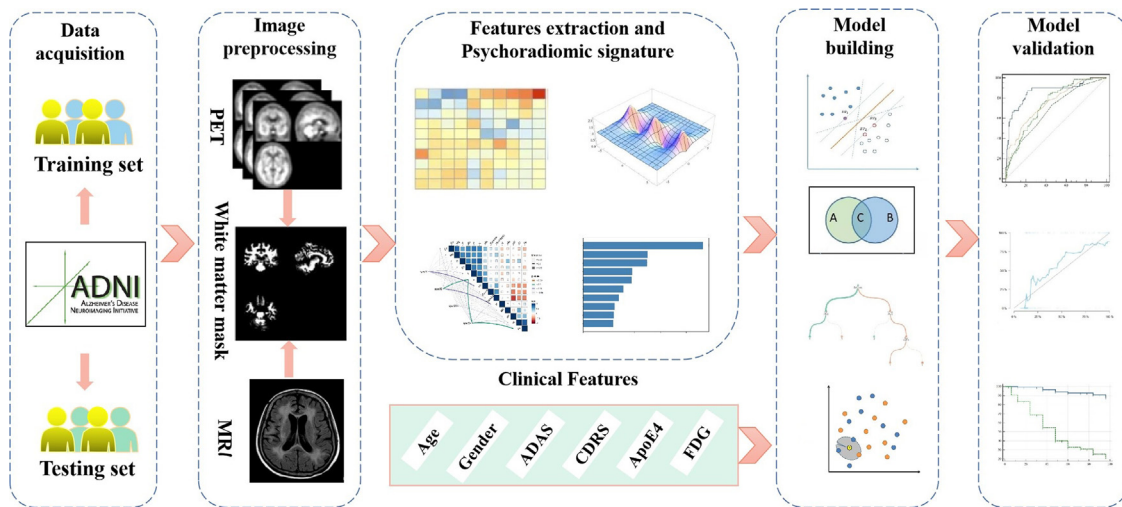 Data
acquisition
Training set
ADNI
ALZHEIMER'S DISEASE
NEUROIMAGING INITIATIVE
Testing set
Image
preprocessing
PET
White matter mask
MRI
Features extraction and
Psychoradiomic signature
Clinical Features
Age
Gender
ADAS
CDRS
ApoE4
FDG
Model
building
A
C
B
Model
validation